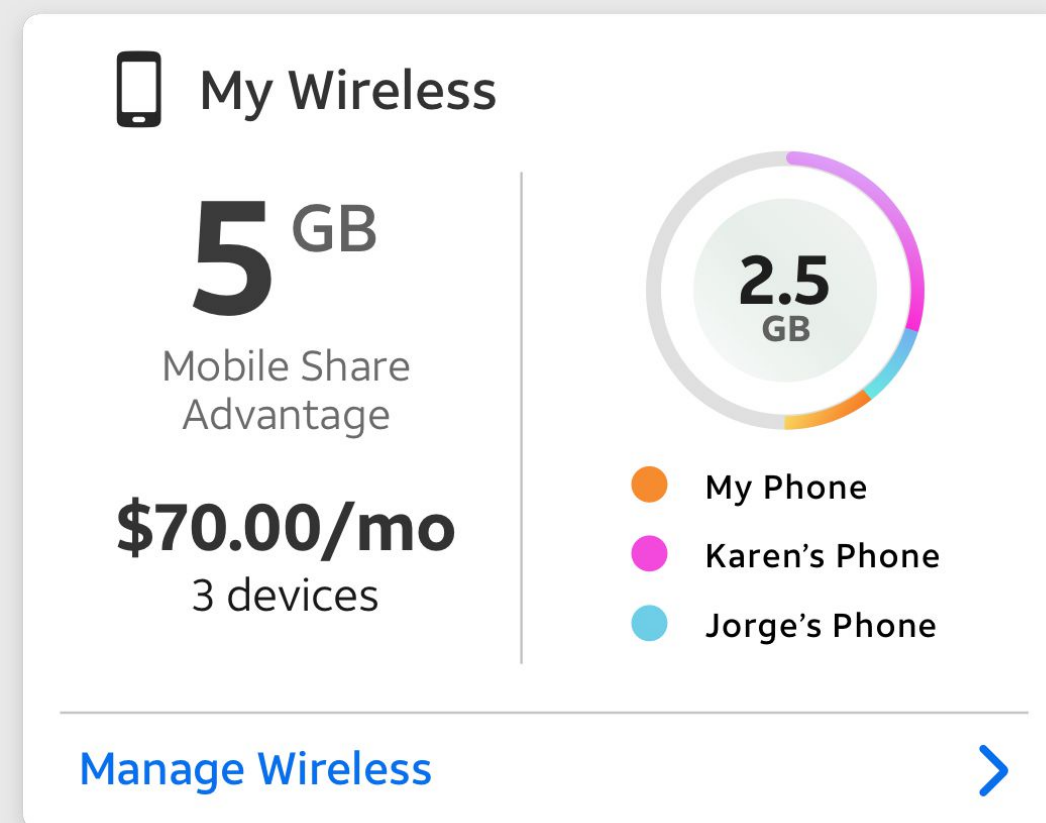 My Wireless
5 GB
Mobile Share
Advantage
$70.00/mo
3 devices
2.5
GB
My Phone
Karen’s Phone
Jorge’s Phone
Manage Wireless